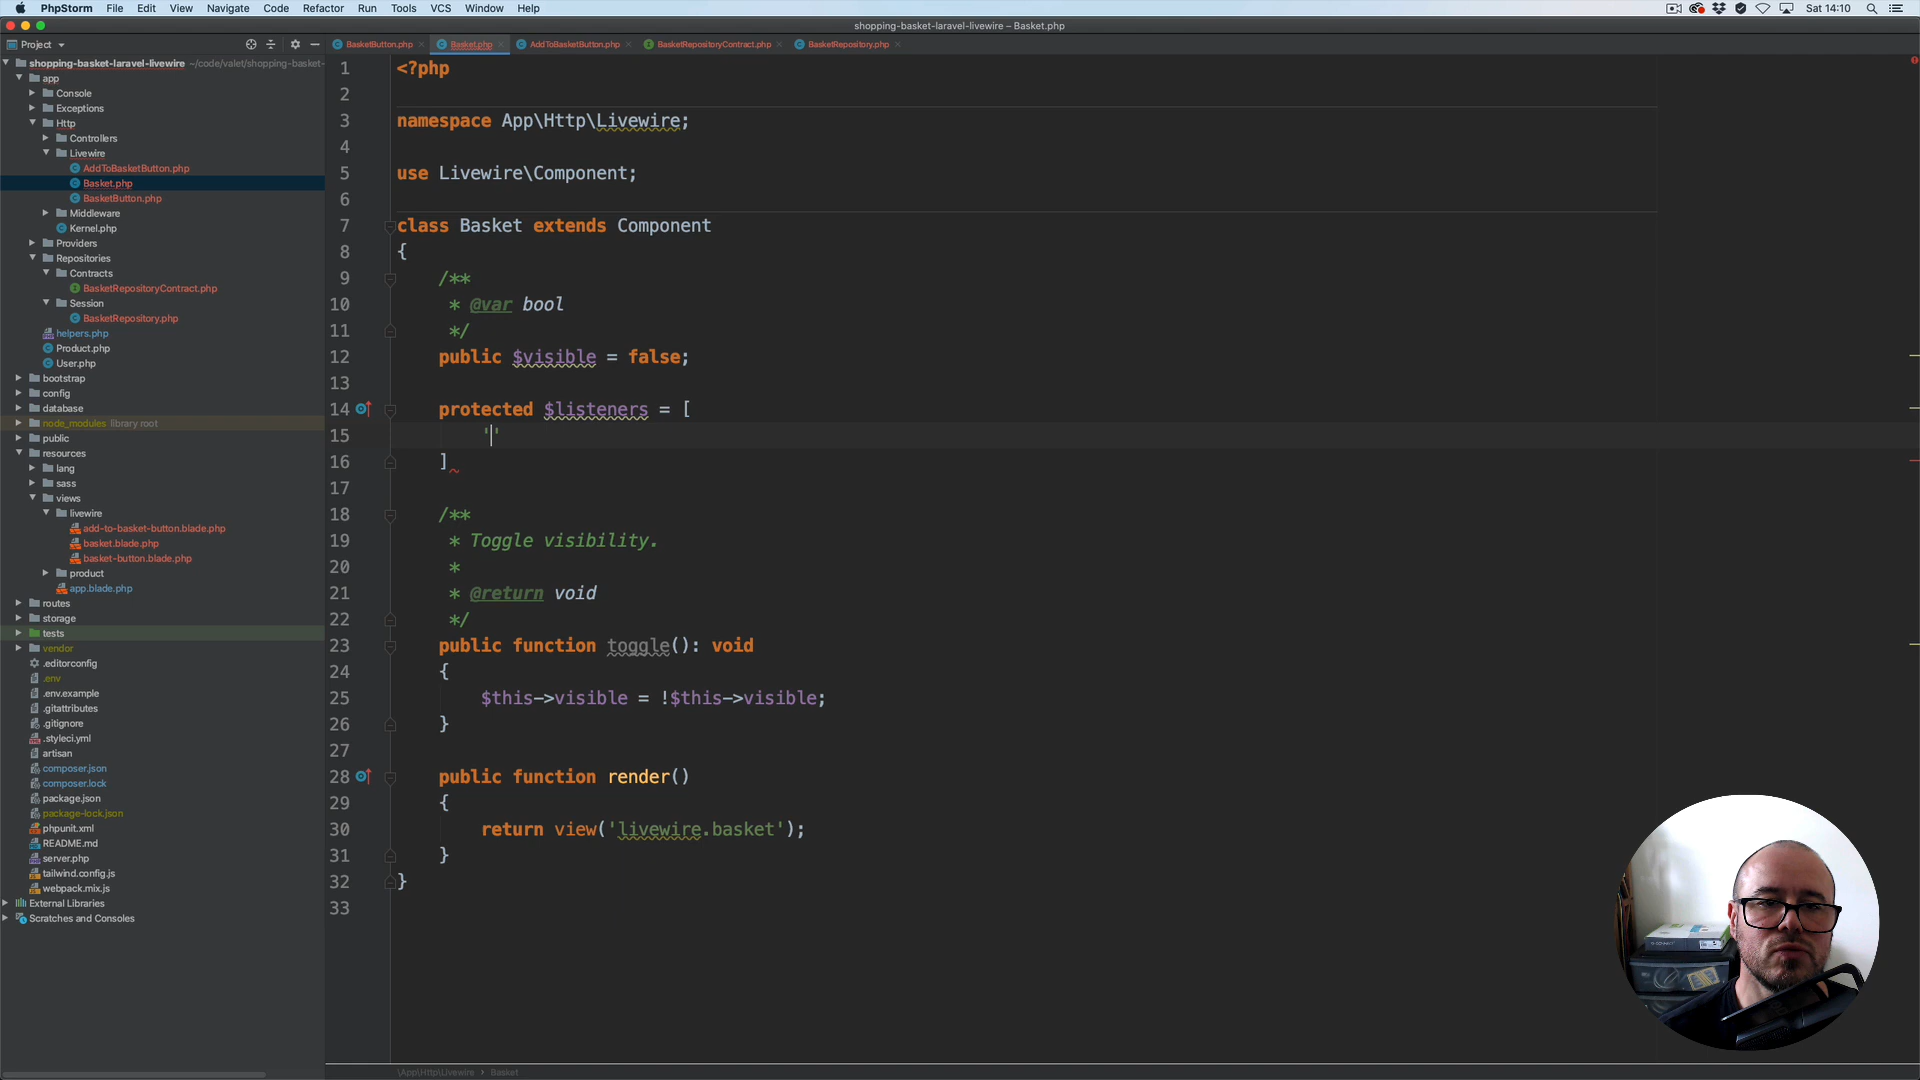 PhpStorm File Edit View Navigate Code Refactor Run Tools VCS Window Help Sat 14:10
shopping-basket-laravel-livewire – Basket.php
Project
BasketButton.php Basket.php AddToBasketButton.php BasketRepositoryContract.php BasketRepository.php
shopping-basket-laravel-livewire ~/code/valet/shopping-basket-
app
Console
Exceptions
Http
Controllers
Livewire
AddToBasketButton.php
Basket.php
BasketButton.php
Middleware
Kernel.php
Providers
Repositories
Contracts
BasketRepositoryContract.php
Session
BasketRepository.php
helpers.php
Product.php
User.php
bootstrap
config
database
node_modules library root
public
resources
lang
sass
views
livewire
add-to-basket-button.blade.php
basket.blade.php
basket-button.blade.php
product
app.blade.php
routes
storage
tests
vendor
.editorconfig
.env
.env.example
.gitattributes
.gitignore
.styleci.yml
artisan
composer.json
composer.lock
package.json
package-lock.json
phpunit.xml
README.md
server.php
tailwind.config.js
webpack.mix.js
External Libraries
Scratches and Consoles
1 <?php
2
3 namespace App\Http\Livewire;
4
5 use Livewire\Component;
6
7 class Basket extends Component
8 {
9 /**
10 * @var bool
11 */
12 public $visible = false;
13
14 protected $listeners = [
15 ''
16 ]
17
18 /**
19 * Toggle visibility.
20 *
21 * @return void
22 */
23 public function toggle(): void
24 {
25 $this->visible = !$this->visible;
26 }
27
28 public function render()
29 {
30 return view('livewire.basket');
31 }
32 }
33
\App\Http\Livewire › Basket